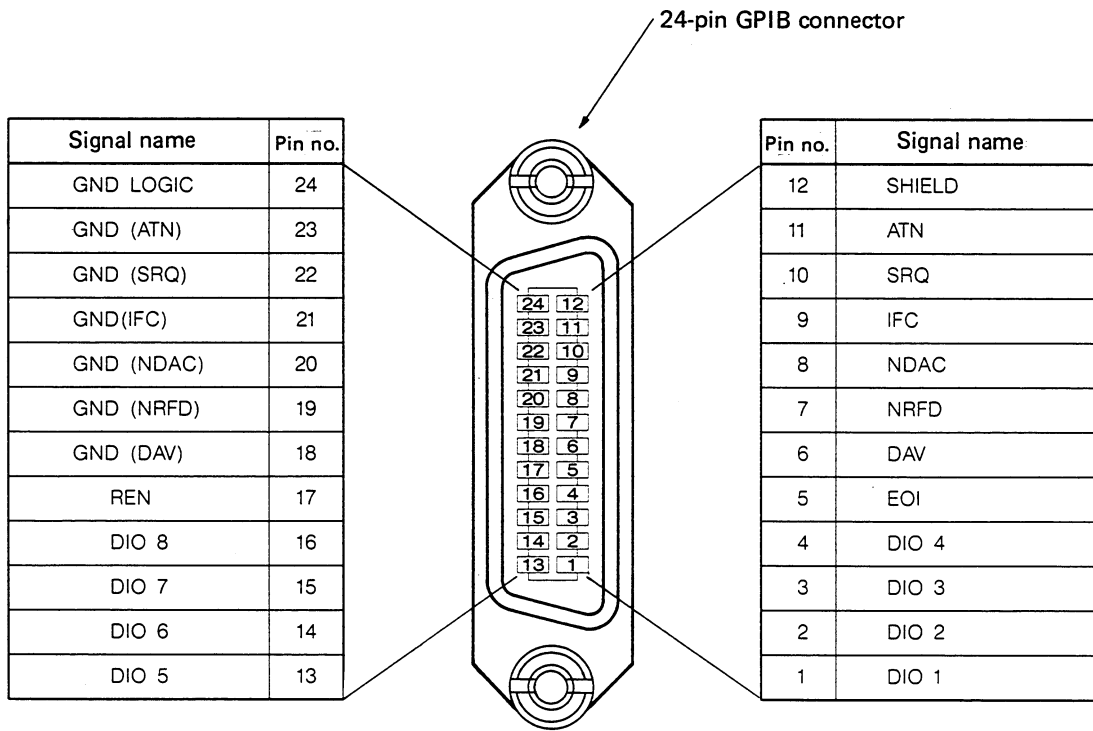 24-pin GPIB connector
Signal name Pin no.
GND LOGIC 24
GND (ATN) 23
GND (SRQ) 22
GND(IFC) 21
GND (NDAC) 20
GND (NRFD) 19
GND (DAV) 18
REN 17
DIO 8 16
DIO 7 15
DIO 6 14
DIO 5 13
24 12
23 11
22 10
21 9
20 8
19 7
18 6
17 5
16 4
15 3
14 2
13 1
Pin no. Signal name
12 SHIELD
11 ATN
10 SRQ
9 IFC
8 NDAC
7 NRFD
6 DAV
5 EOI
4 DIO 4
3 DIO 3
2 DIO 2
1 DIO 1